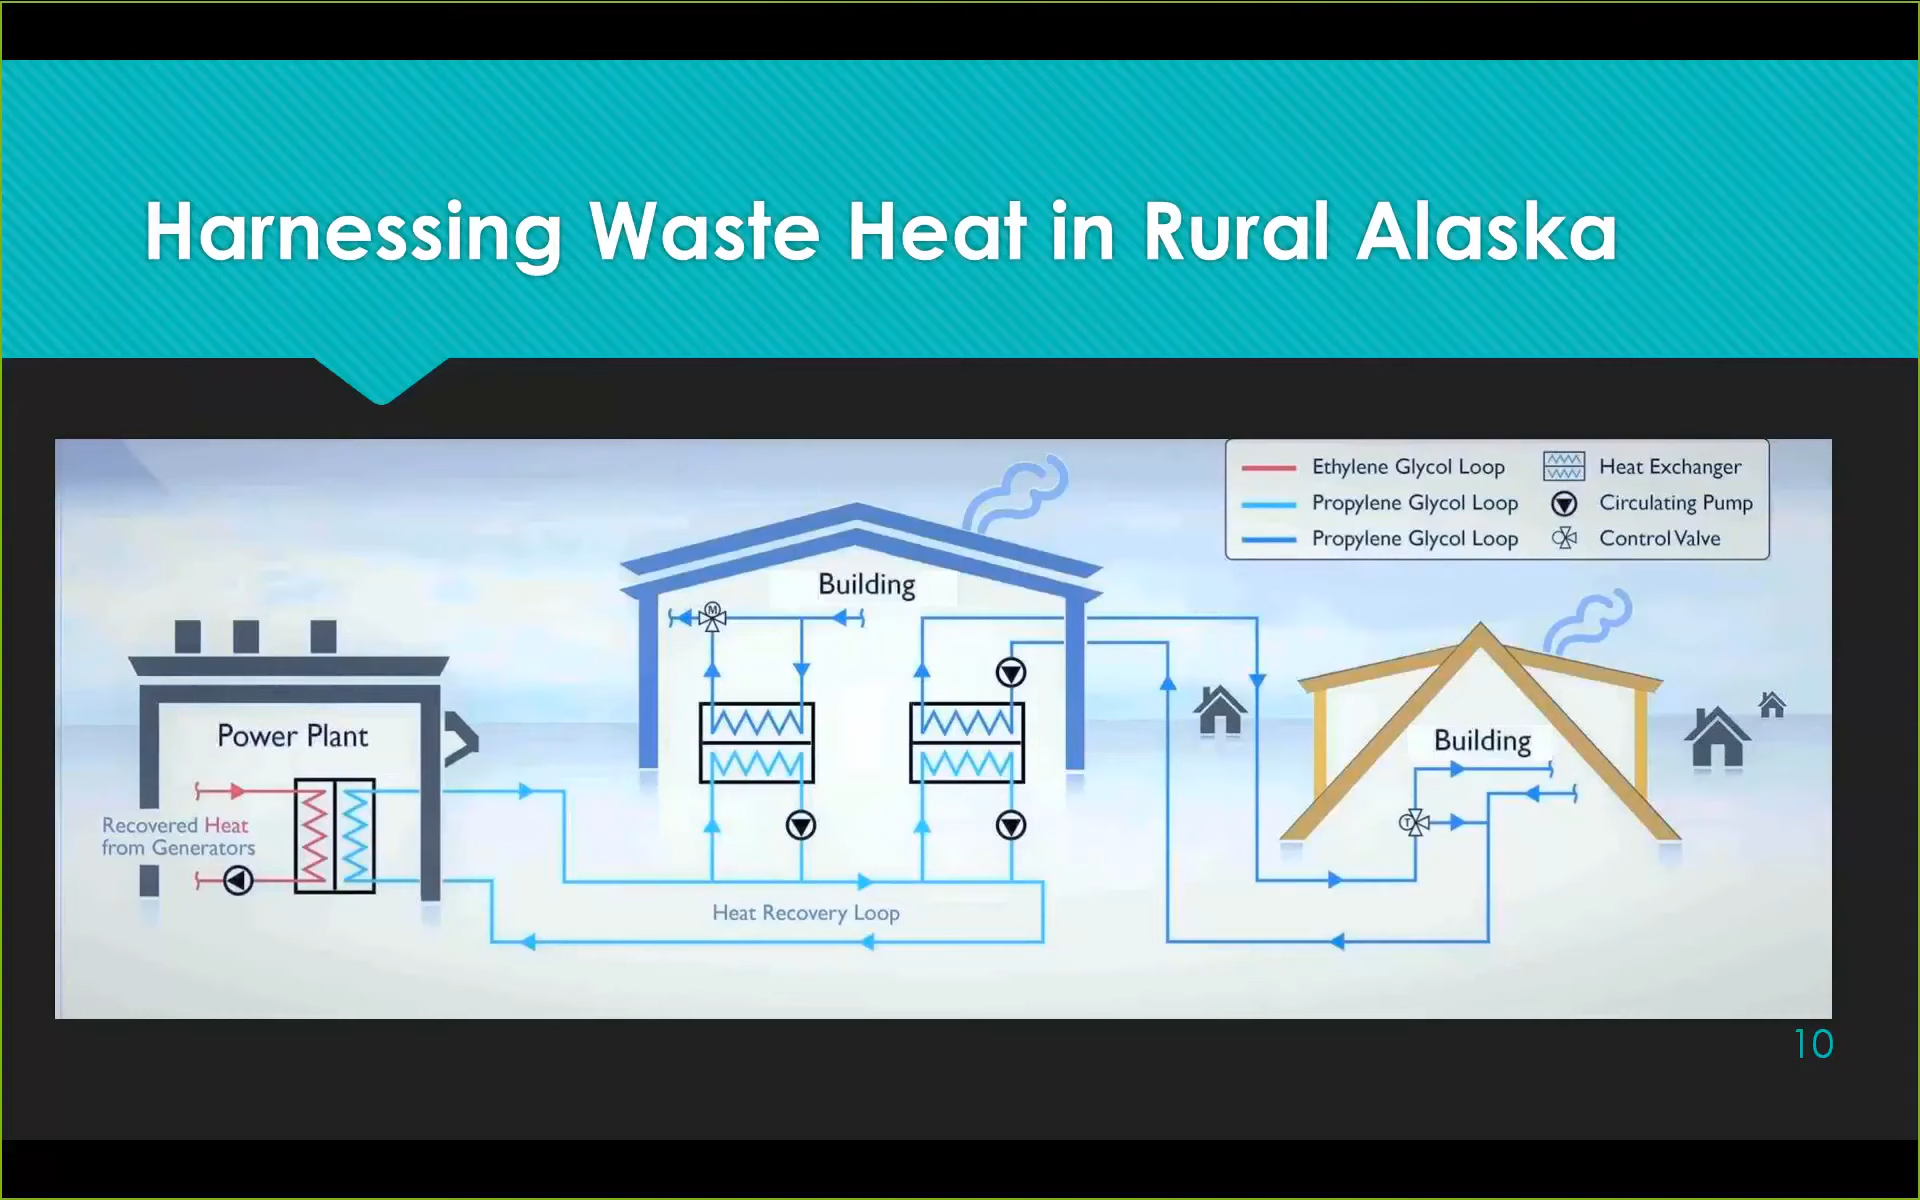 Harnessing Waste Heat in Rural Alaska
Ethylene Glycol Loop
Heat Exchanger
Propylene Glycol Loop
Circulating Pump
Propylene Glycol Loop
Control Valve
Building
M
Power Plant
Recovered Heat
from Generators
Heat Recovery Loop
Building
T
10